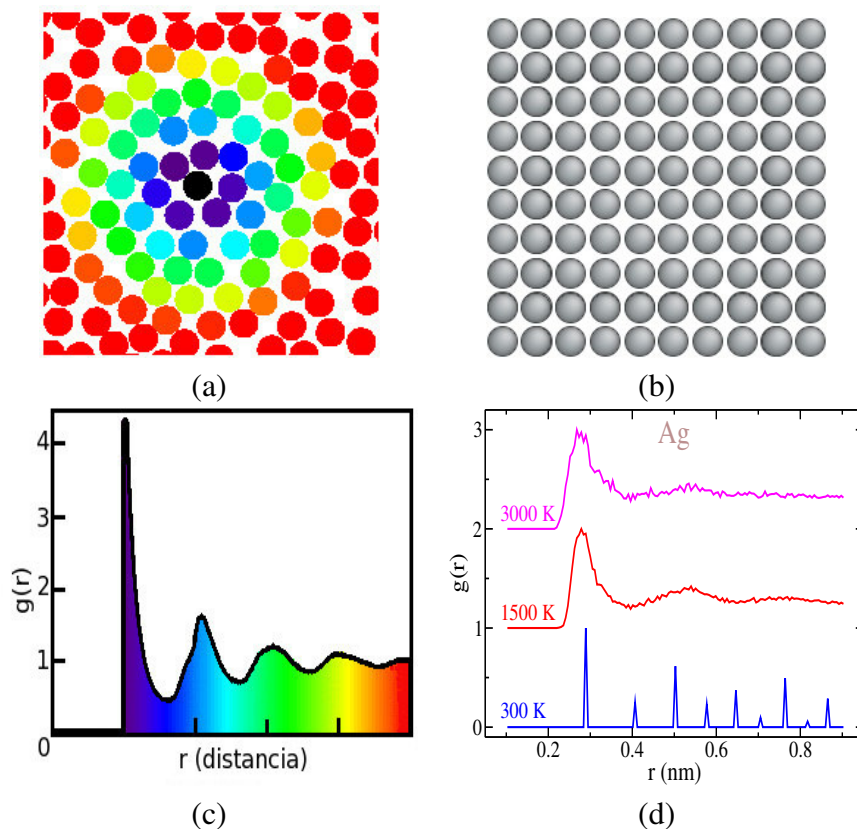 (a)
(b)
4
3
2
1
0
g(r)
r (distancia)
(c)
Ag
3
2
1
0
g(r)
3000 K
1500 K
300 K
0.2 0.4 0.6 0.8
r (nm)
(d)